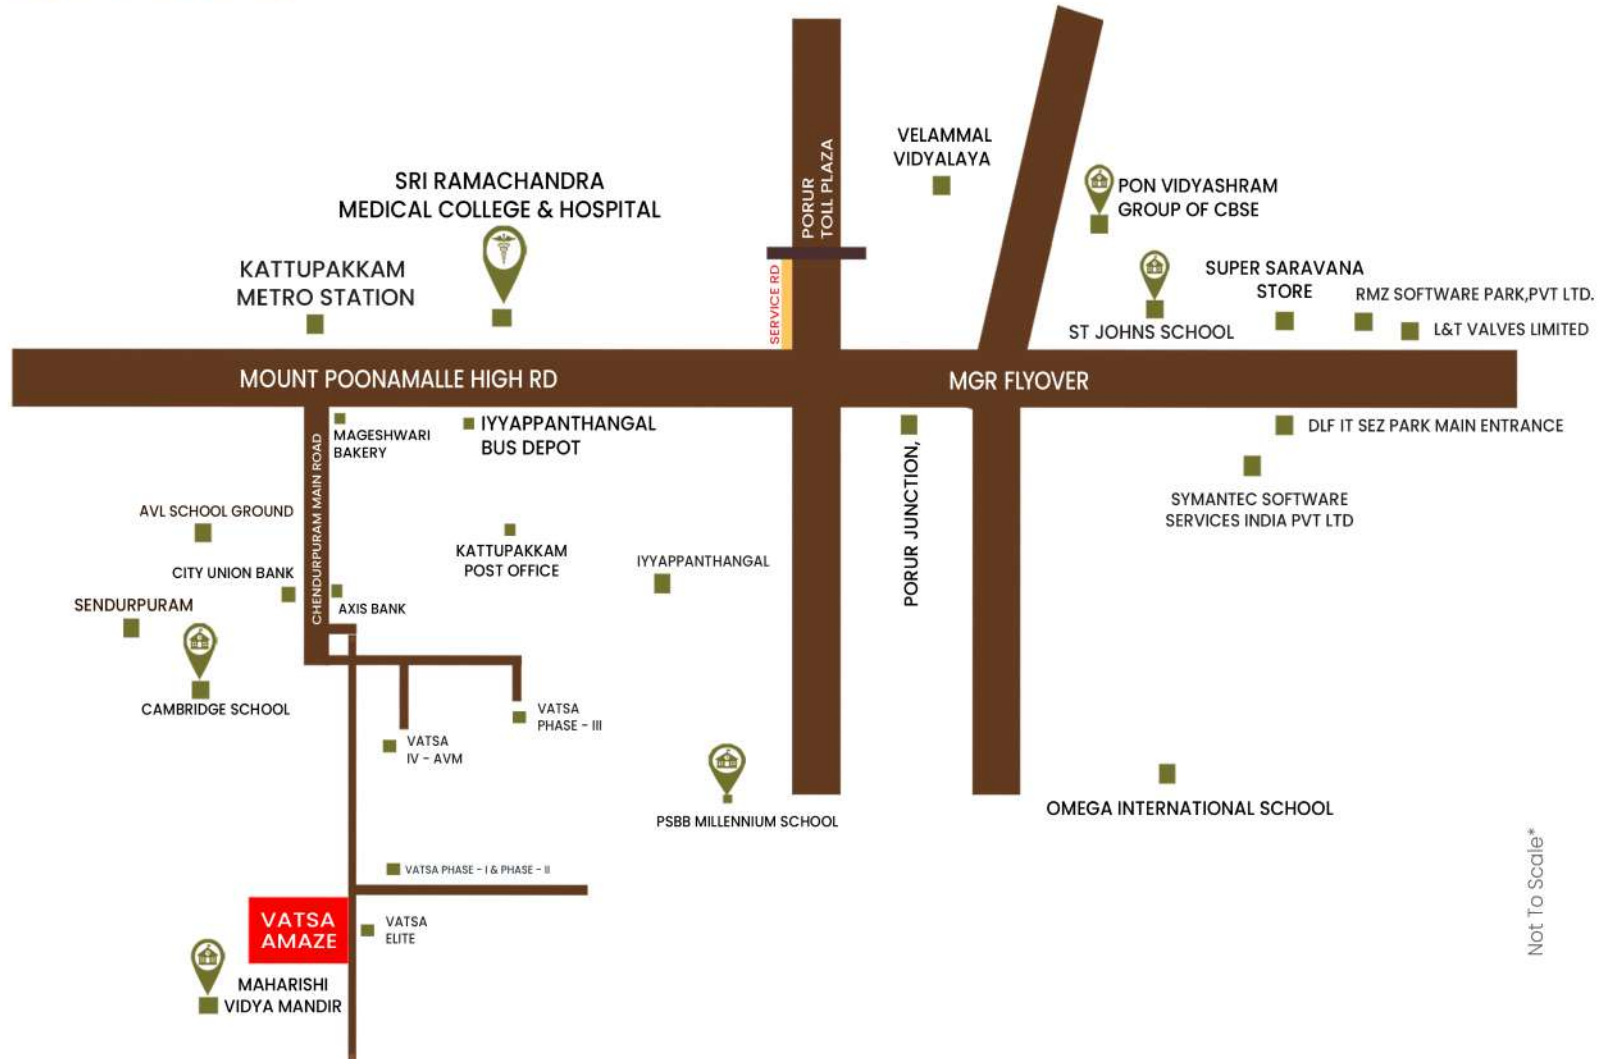 VELAMMAL
VIDYALAYA
PORUR
TOLL PLAZA
SRI RAMACHANDRA
MEDICAL COLLEGE & HOSPITAL
PON VIDYASHRAM
GROUP OF CBSE
KATTUPAKKAM
METRO STATION
SERVICE RD
SUPER SARAVANA
STORE
RMZ SOFTWARE PARK,PVT LTD.
ST JOHNS SCHOOL
L&T VALVES LIMITED
MOUNT POONAMALLE HIGH RD
MGR FLYOVER
MAGESHWARI
BAKERY
IYYAPPANTHANGAL
BUS DEPOT
DLF IT SEZ PARK MAIN ENTRANCE
CHENDURPURAM MAIN ROAD
PORUR JUNCTION,
SYMANTEC SOFTWARE
SERVICES INDIA PVT LTD
AVL SCHOOL GROUND
KATTUPAKKAM
POST OFFICE
IYYAPPANTHANGAL
CITY UNION BANK
AXIS BANK
SENDURPURAM
CAMBRIDGE SCHOOL
VATSA
PHASE - III
VATSA
IV - AVM
PSBB MILLENNIUM SCHOOL
OMEGA INTERNATIONAL SCHOOL
VATSA PHASE - I & PHASE - II
VATSA
AMAZE
VATSA
ELITE
MAHARISHI
VIDYA MANDIR
Not To Scale*